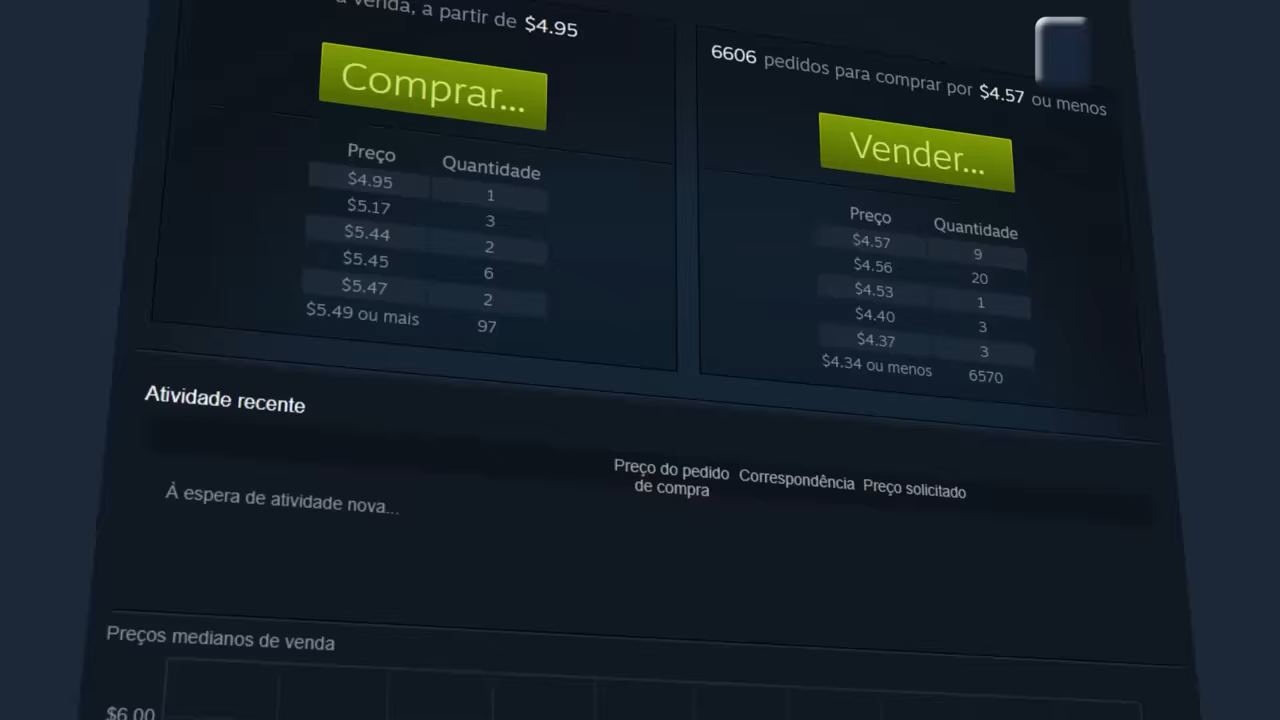 a venda, a partir de $4.95
Comprar...
Preço Quantidade
$4.95 1
$5.17 3
$5.44 2
$5.45 6
$5.47 2
$5.49 ou mais 97
6606 pedidos para comprar por $4.57 ou menos
Vender...
Preço Quantidade
$4.57 9
$4.56 20
$4.53 1
$4.40 3
$4.37 3
$4.34 ou menos 6570
Atividade recente
Preço do pedido
de compra
Correspondência
Preço solicitado
À espera de atividade nova...
Preços medianos de venda
$6.00